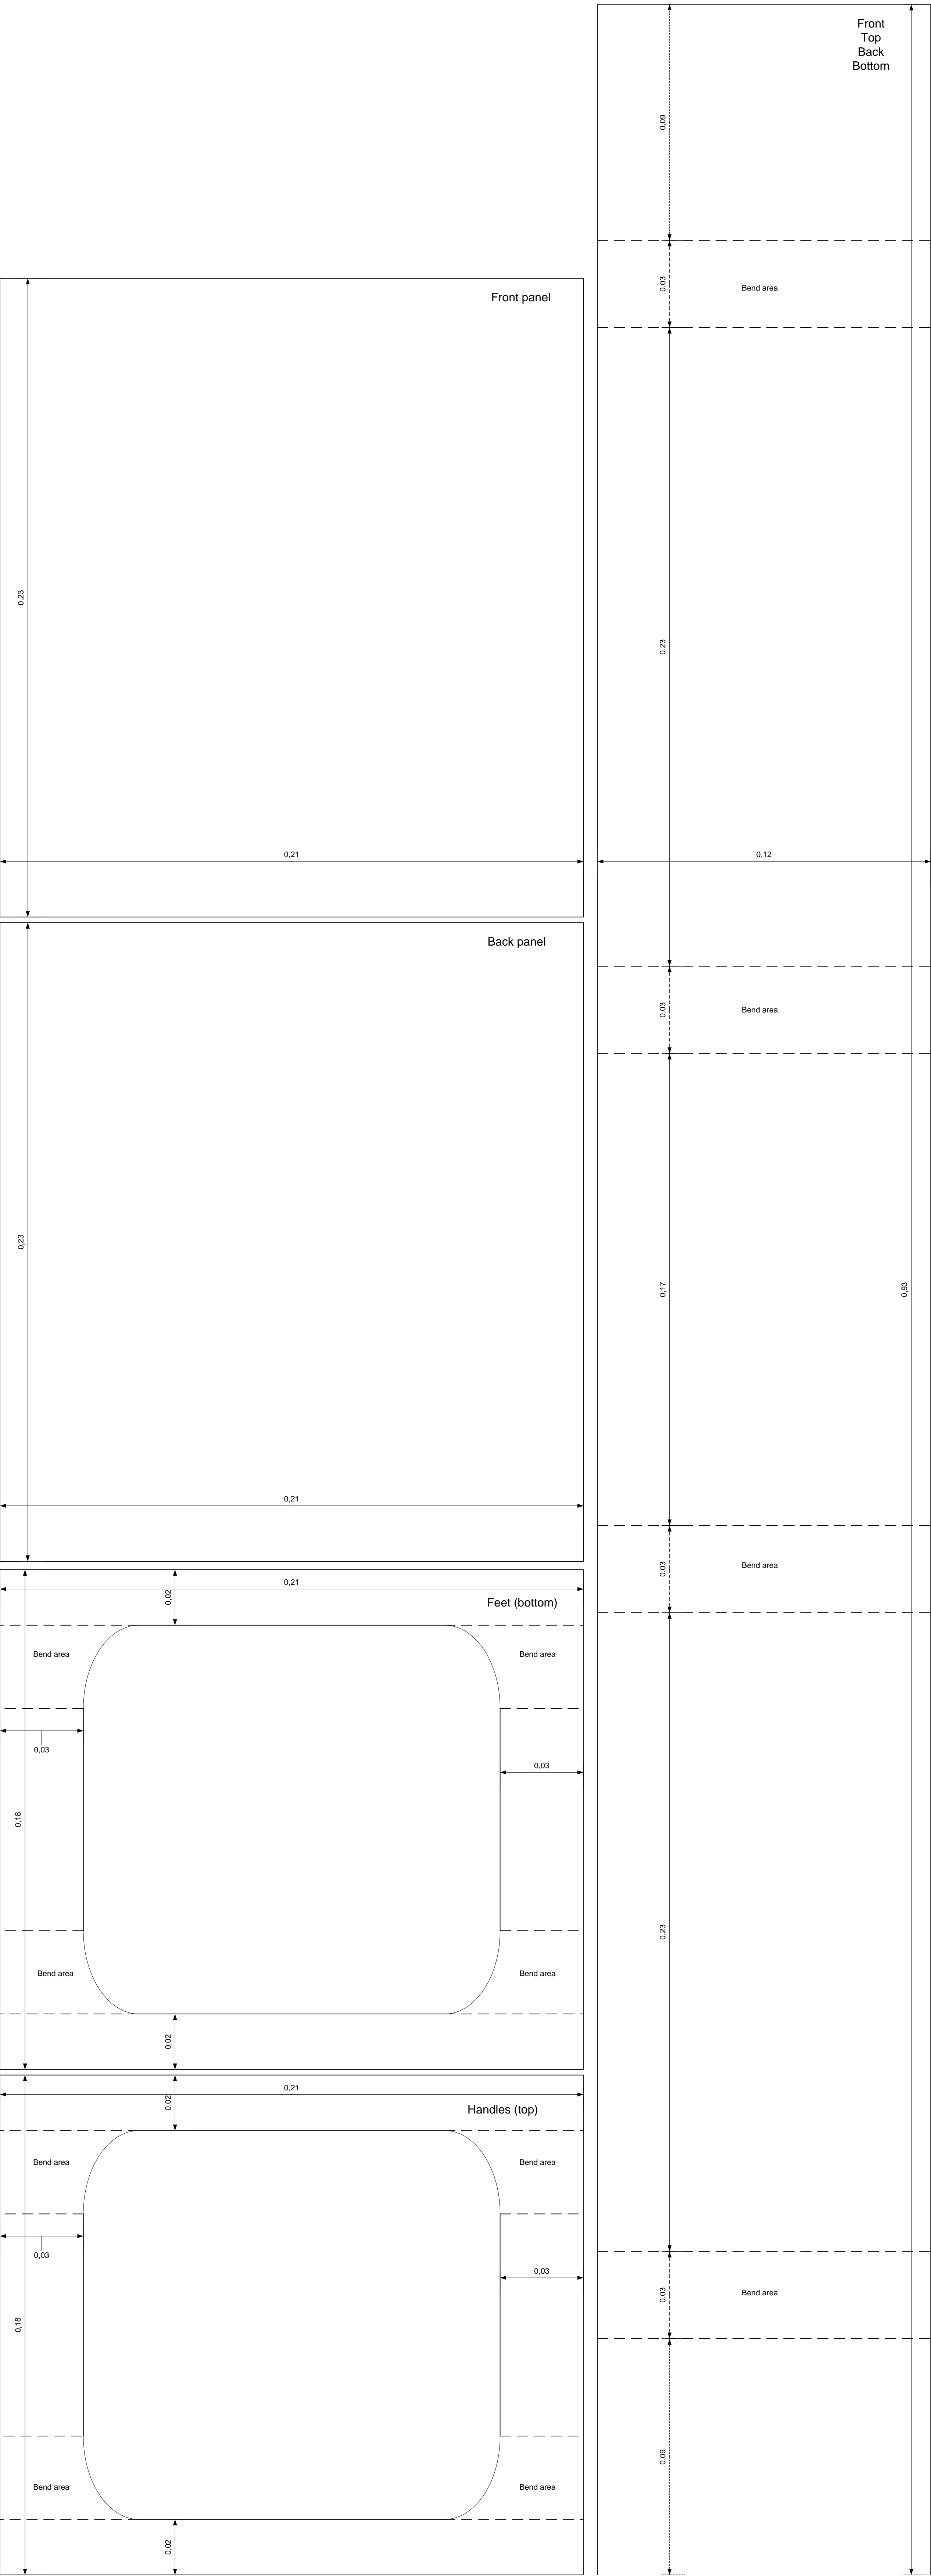 Front
Top
Back
Bottom
0,09
0,03
Bend area
Front panel
0,23
0,23
0,21
0,12
Back panel
0,03
Bend area
0,23
0,17
0,93
0,21
0,03
Bend area
0,21
0,02
Feet (bottom)
Bend area
Bend area
0,03
0,03
0,18
0,23
Bend area
Bend area
0,02
0,21
0,02
Handles (top)
Bend area
Bend area
0,03
0,03
0,03
Bend area
0,18
0,09
Bend area
Bend area
0,02